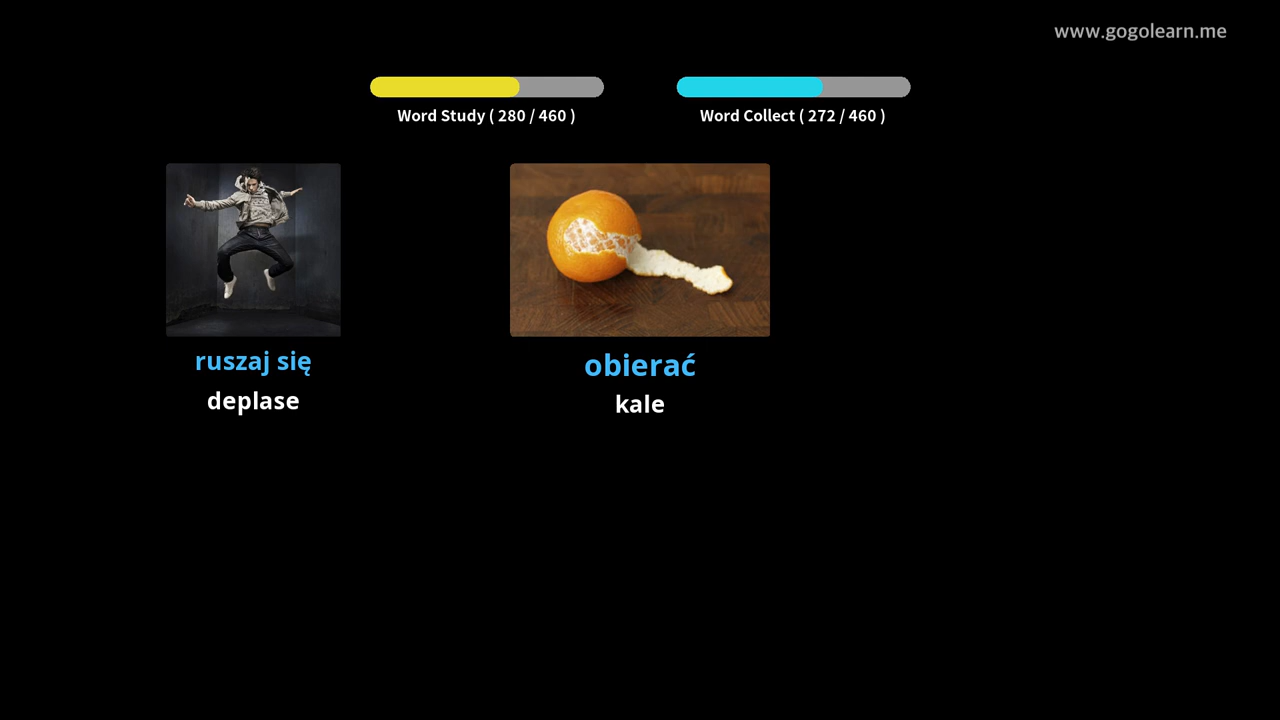 www.gogolearn.me
Word Study ( 280 / 460 )
Word Collect ( 272 / 460 )
ruszaj się
deplase
obierać
kale